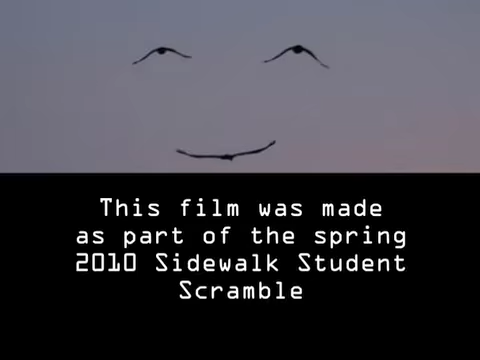 This film was made
as part of the spring
2010 Sidewalk Student
Scramble